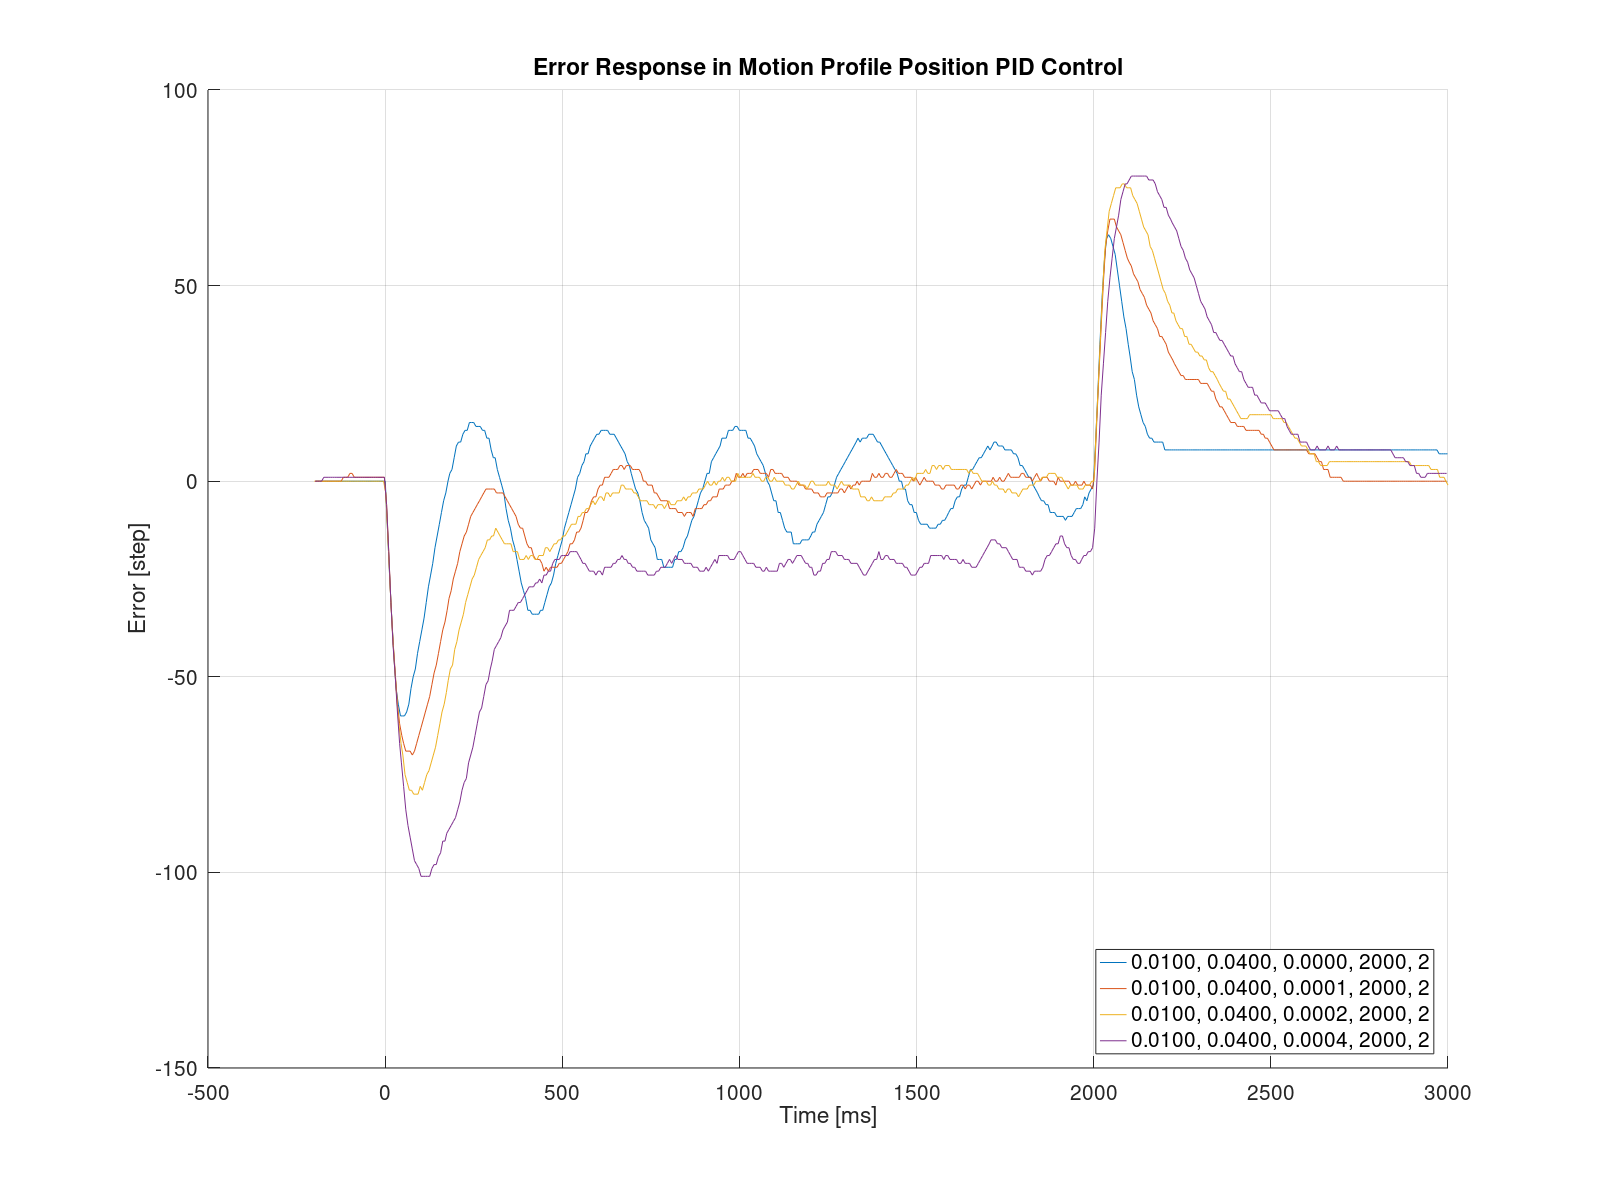 Error Response in Motion Profile Position PID Control
100
50
0
-50
-100
-150
Error [step]
-500
0
500
1000
1500
2000
2500
3000
Time [ms]
0.0100, 0.0400, 0.0000, 2000, 2
0.0100, 0.0400, 0.0001, 2000, 2
0.0100, 0.0400, 0.0002, 2000, 2
0.0100, 0.0400, 0.0004, 2000, 2